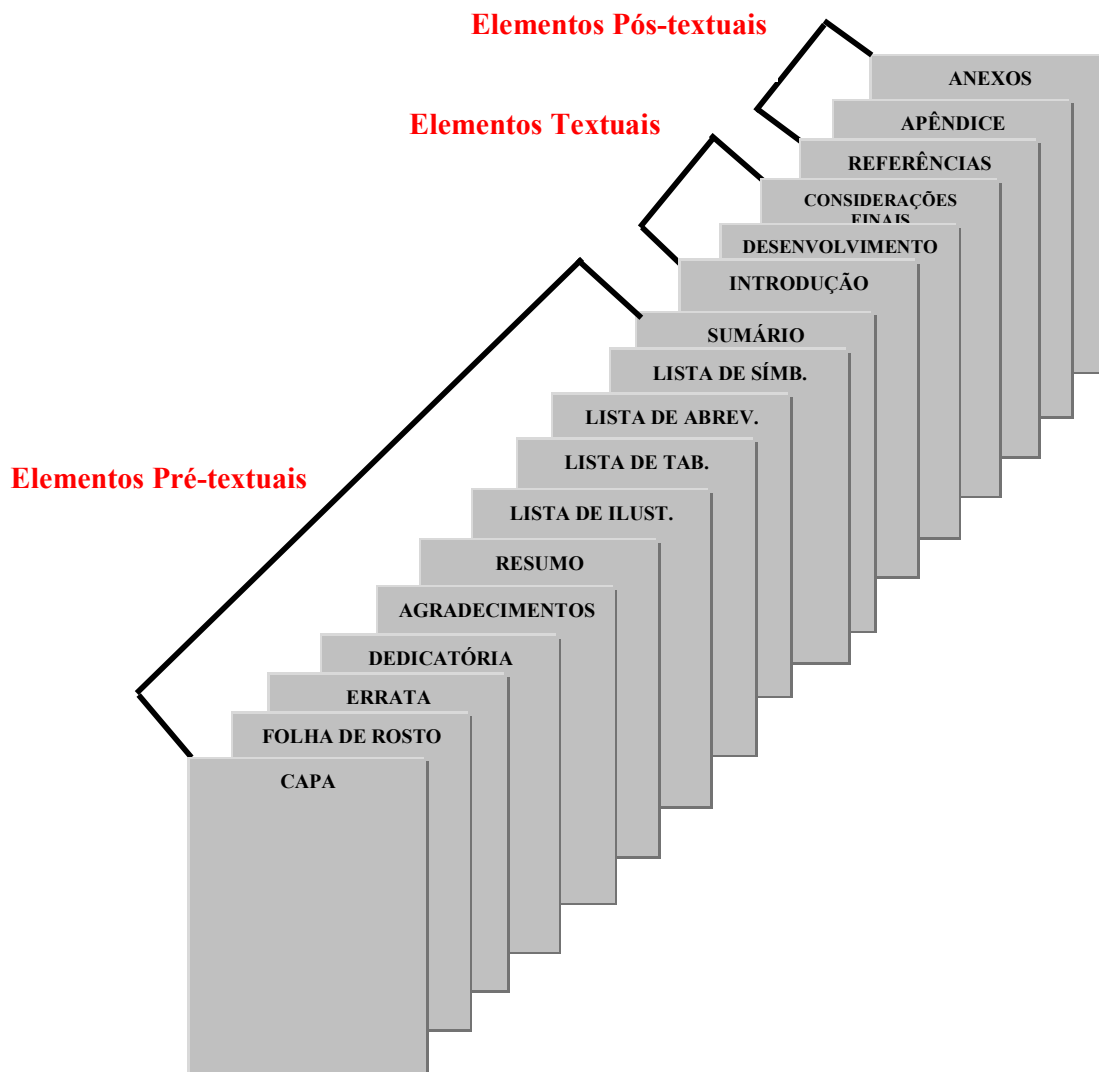 Elementos Pós-textuais
ANEXOS
Elementos Textuais
APÊNDICE
REFERÊNCIAS
CONSIDERAÇÕES
FINAIS
DESENVOLVIMENTO
INTRODUÇÃO
SUMÁRIO
LISTA DE SÍMB.
LISTA DE ABREV.
LISTA DE TAB.
Elementos Pré-textuais
LISTA DE ILUST.
RESUMO
AGRADECIMENTOS
DEDICATÓRIA
ERRATA
FOLHA DE ROSTO
CAPA